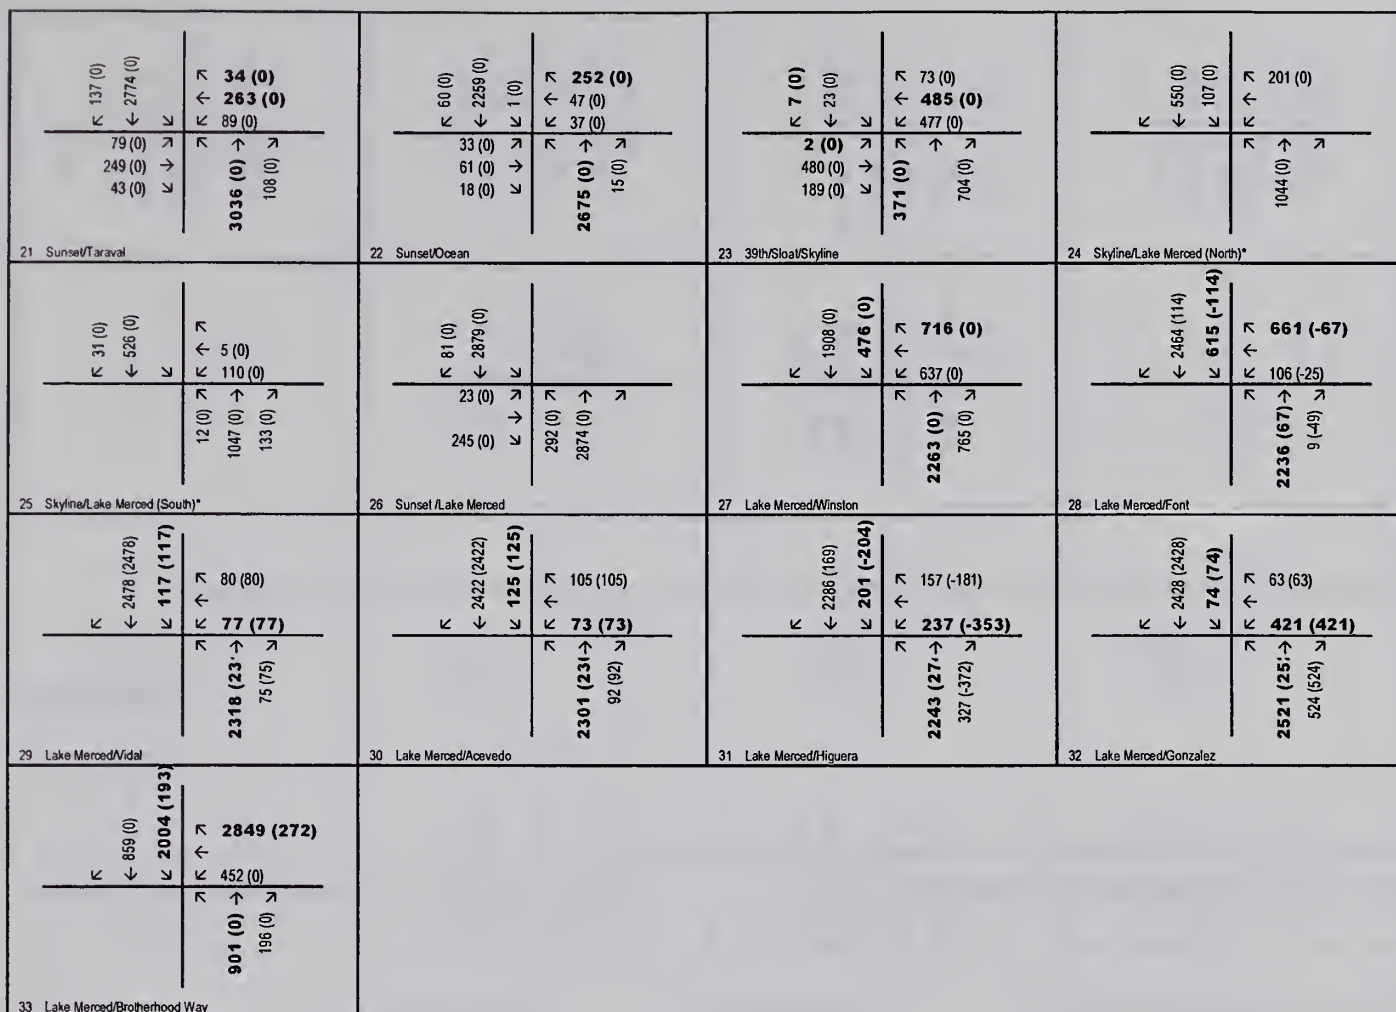 137 (0) 2774 (0) 34 (0)
263 (0)
89 (0)
79 (0)
249 (0)
43 (0)
3036 (0) 108 (0)
21 Sunset/Taraval
60 (0) 2259 (0) 1 (0) 252 (0)
47 (0)
37 (0)
33 (0)
61 (0)
18 (0)
2675 (0) 15 (0)
22 Sunset/Ocean
7 (0) 23 (0) 73 (0)
485 (0)
477 (0)
2 (0)
480 (0)
189 (0)
371 (0) 704 (0)
23 39th/Sloat/Skyline
550 (0) 107 (0) 201 (0)
1044 (0)
24 Skyline/Lake Merced (North)*
31 (0) 526 (0)
5 (0)
110 (0)
12 (0) 1047 (0) 133 (0)
25 Skyline/Lake Merced (South)*
81 (0) 2879 (0)
23 (0)
245 (0)
292 (0) 2874 (0)
26 Sunset /Lake Merced
1908 (0) 476 (0) 716 (0)
637 (0)
2263 (0) 765 (0)
27 Lake Merced/Winston
2464 (114) 615 (-114) 661 (-67)
106 (-25)
2236 (67) 9 (-49)
28 Lake Merced/Font
2478 (2478) 117 (117) 80 (80)
77 (77)
2318 (23 75 (75)
29 Lake Merced/Vidal
2422 (2422) 125 (125) 105 (105)
73 (73)
2301 (23 92 (92)
30 Lake Merced/Acevedo
2286 (169) 201 (-204) 157 (-181)
237 (-353)
2243 (27 327 (-372)
31 Lake Merced/Higuera
2428 (2428) 74 (74) 63 (63)
421 (421)
2521 (25 524 (524)
32 Lake Merced/Gonzalez
859 (0) 2004 (193) 2849 (272)
452 (0)
901 (0) 196 (0)
33 Lake Merced/Brotherhood Way